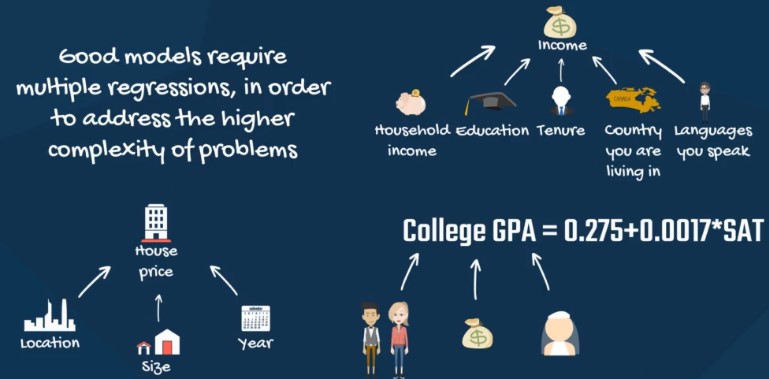 Good models require
multiple regressions, in order
to address the higher
complexity of problems
Income
Household
income
Education
Tenure
Country
you are
living in
Languages
you speak
CANADA
House
price
Location
Size
Year
College GPA = 0.275+0.0017*SAT